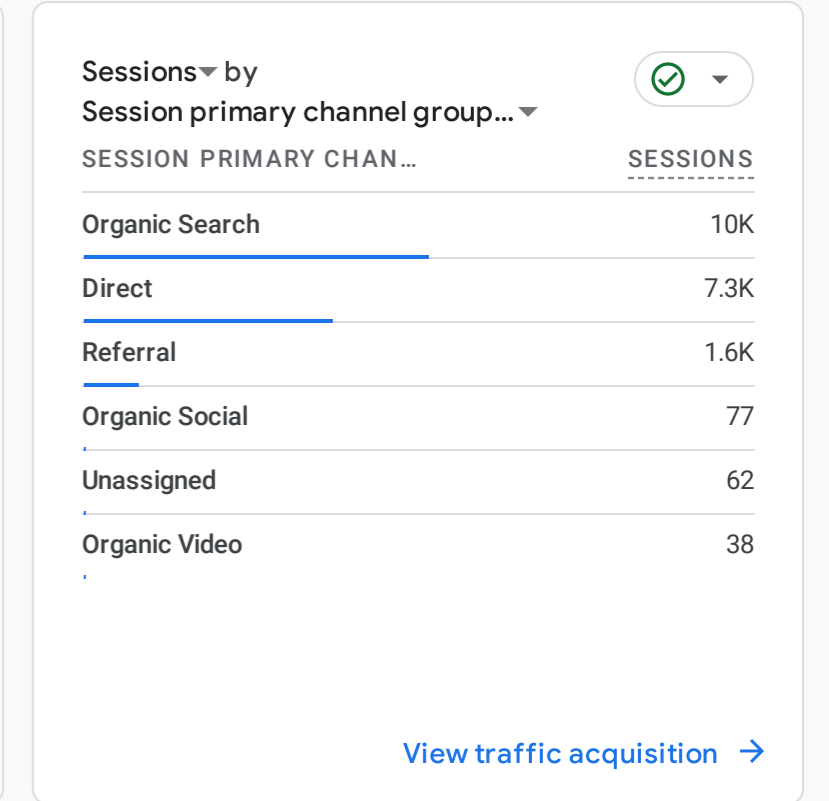 Sessions by
Session primary channel group…
SESSION PRIMARY CHAN… SESSIONS
Organic Search 10K
Direct 7.3K
Referral 1.6K
Organic Social 77
Unassigned 62
Organic Video 38
View traffic acquisition